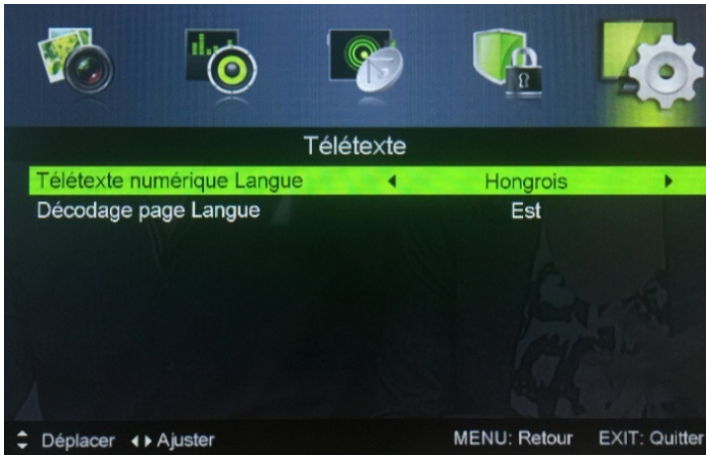 Télétexte
Télétexte numérique Langue Hongrois
Décodage page Langue Est
Déplacer Ajuster MENU: Retour EXIT: Quitter